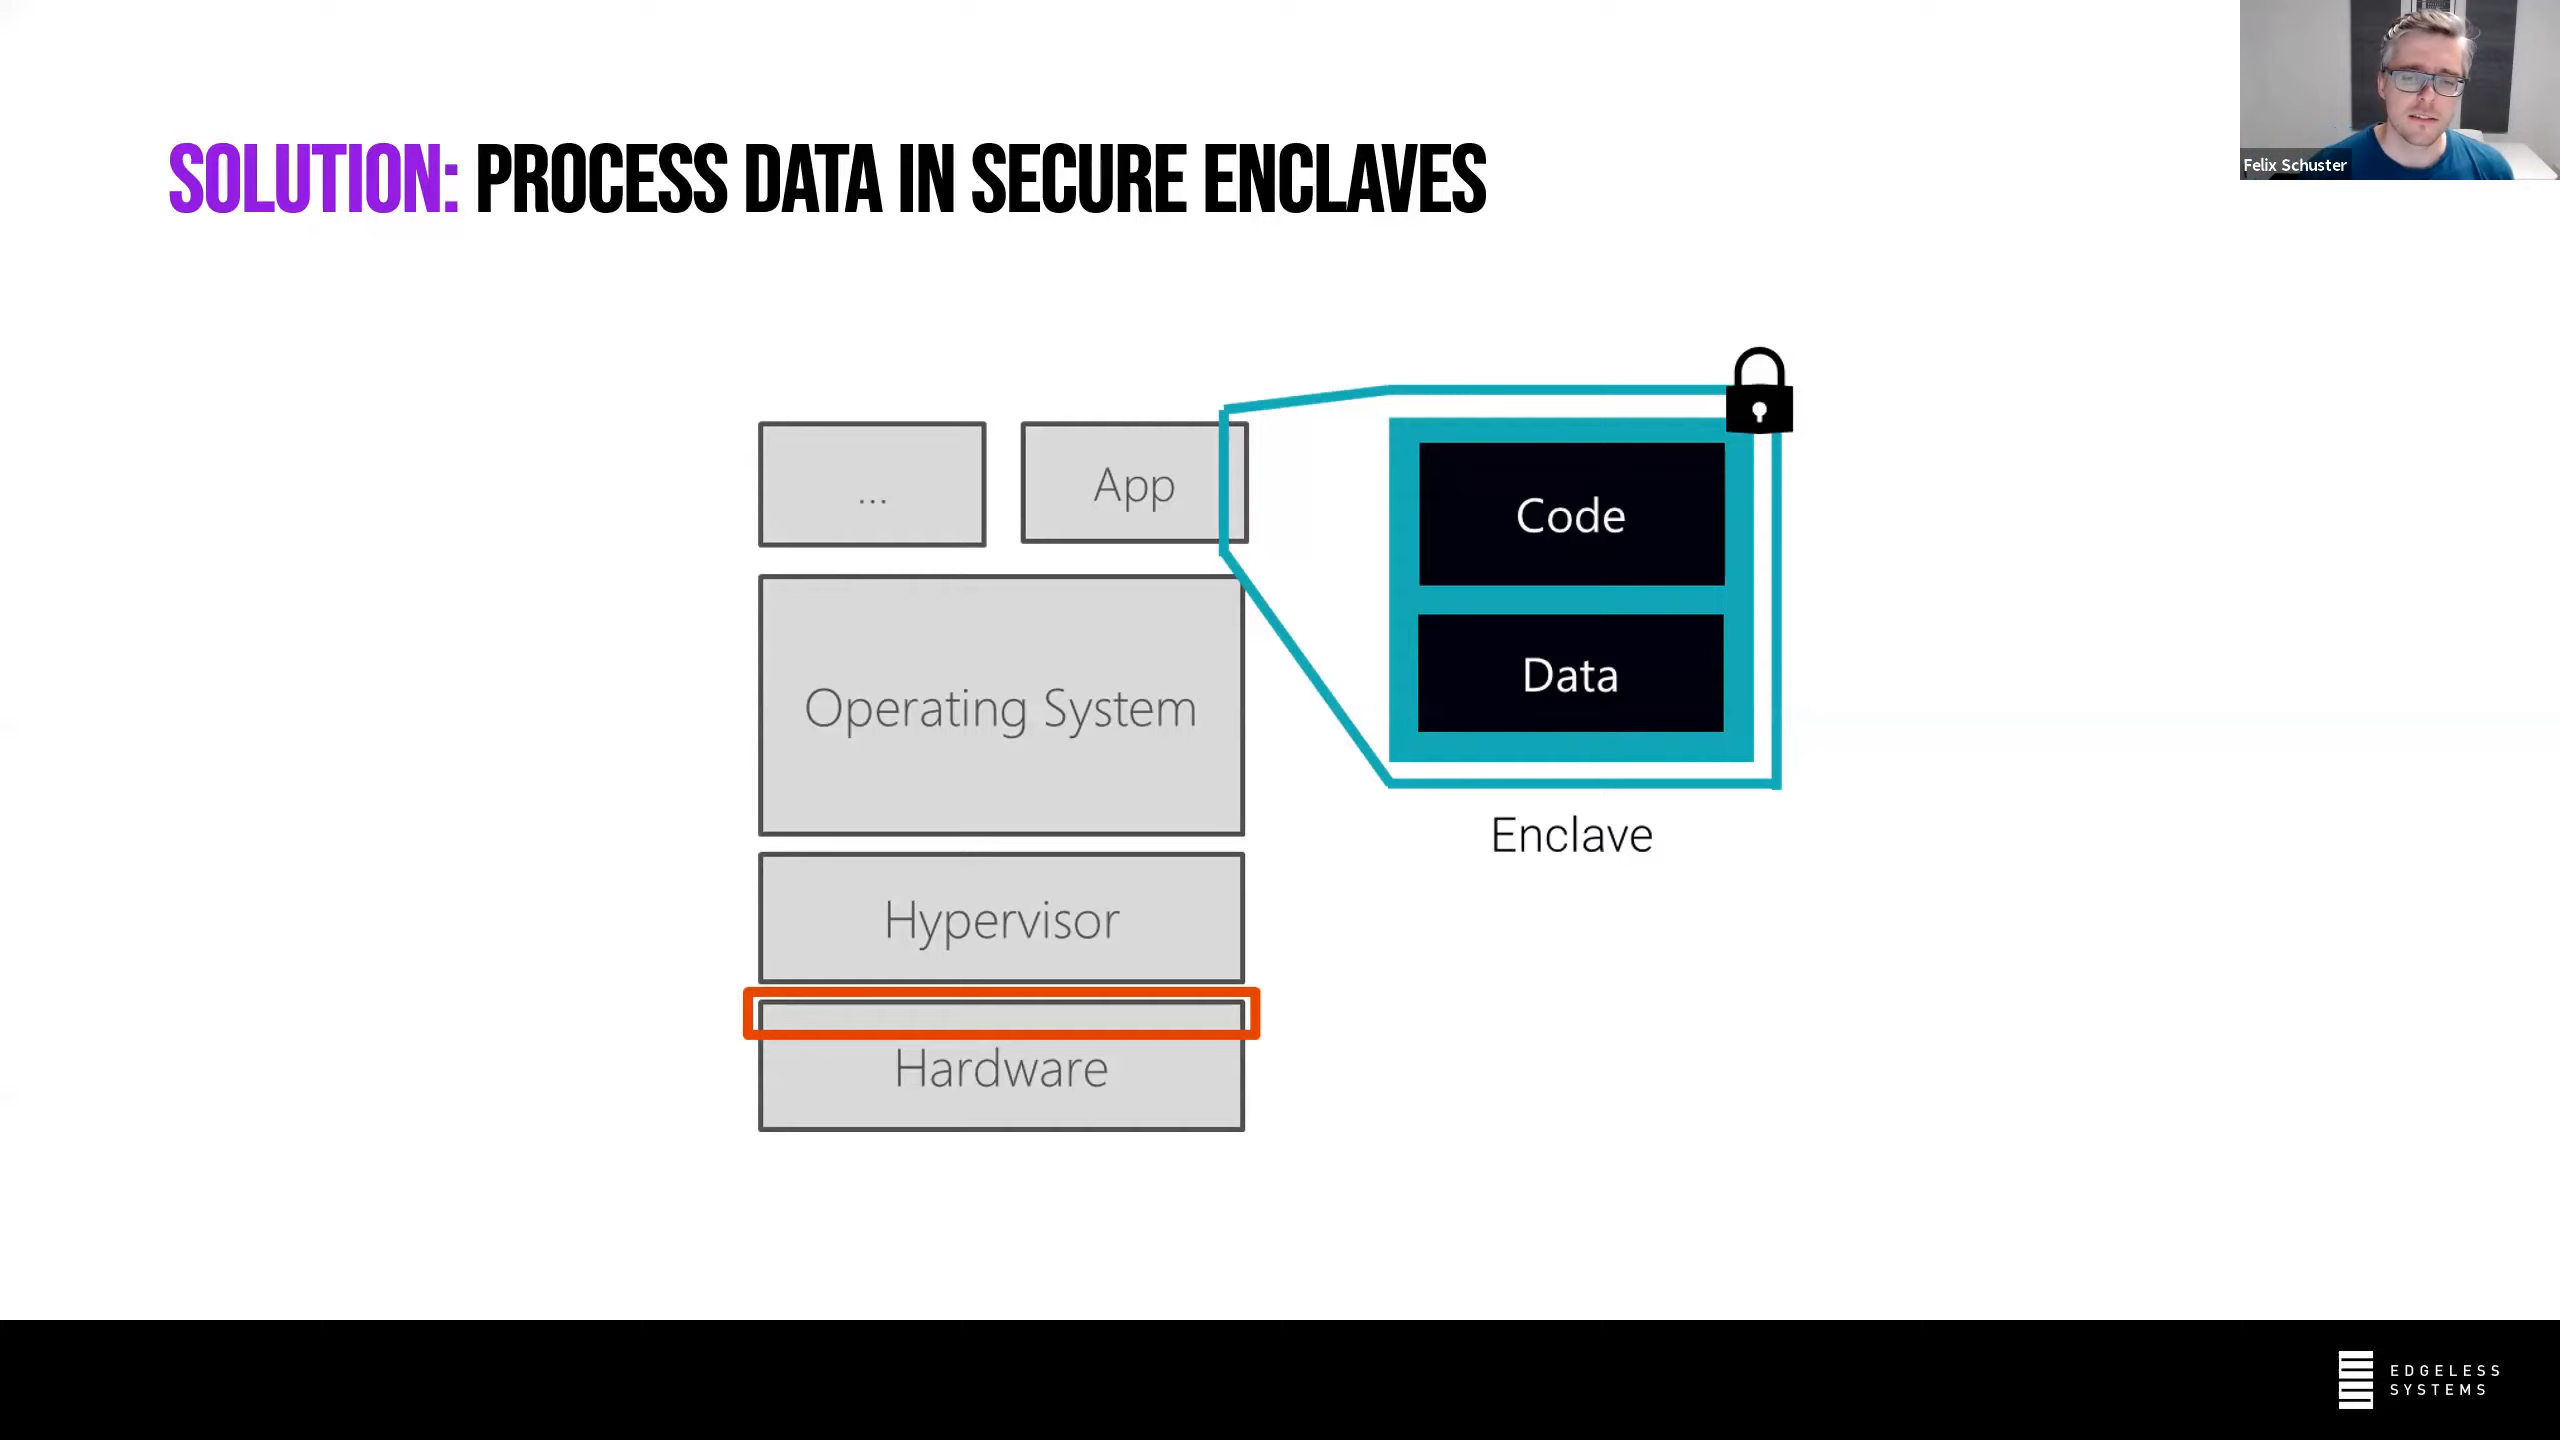 Felix Schuster
SOLUTION: PROCESS DATA IN SECURE ENCLAVES
...
App
Code
Data
Operating System
Enclave
Hypervisor
Hardware
EDGELESS
SYSTEMS